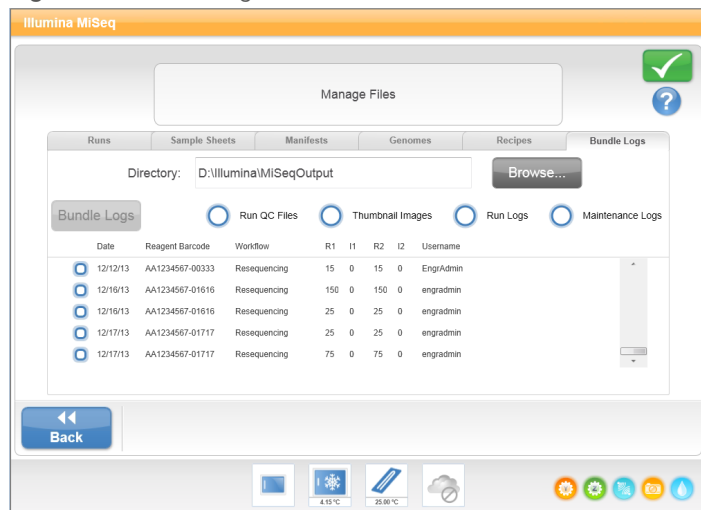 Illumina MiSeq
Manage Files
Runs Sample Sheets Manifests Genomes Recipes Bundle Logs
Directory: D:\Illumina\MiSeqOutput Browse...
Bundle Logs Run QC Files Thumbnail Images Run Logs Maintenance Logs
Date Reagent Barcode Workflow R1 I1 R2 I2 Username
12/12/13 AA1234567-00333 Resequencing 15 0 15 0 EngrAdmin
12/16/13 AA1234567-01616 Resequencing 150 0 150 0 engradmin
12/16/13 AA1234567-01616 Resequencing 25 0 25 0 engradmin
12/17/13 AA1234567-01717 Resequencing 25 0 25 0 engradmin
12/17/13 AA1234567-01717 Resequencing 75 0 75 0 engradmin
Back
4.15 °C 25.00 °C